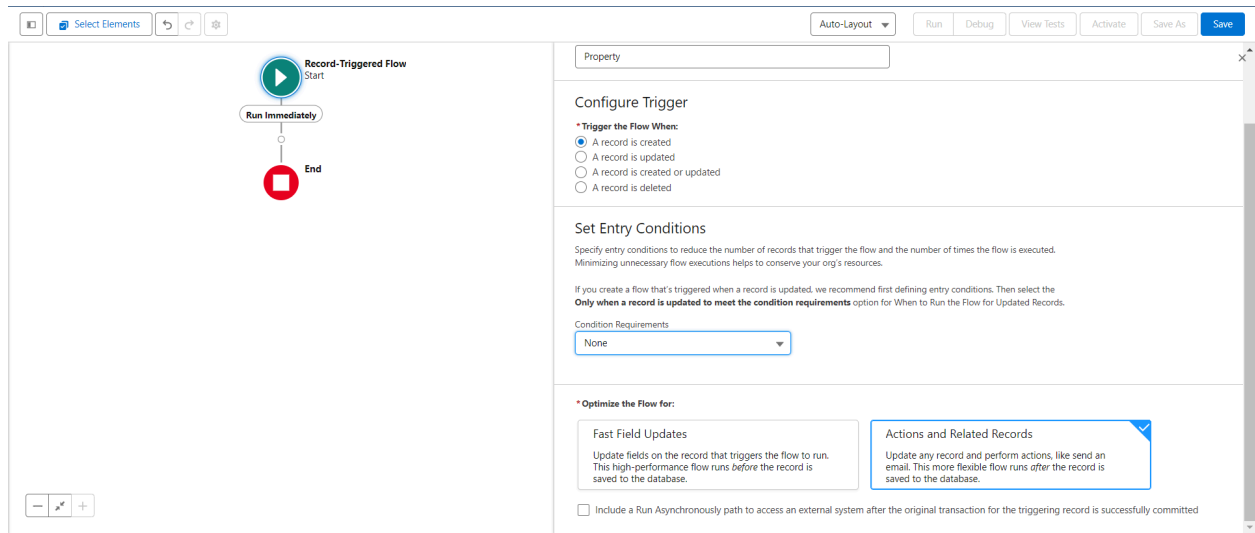 Select Elements
Auto-Layout
Run
Debug
View Tests
Activate
Save As
Save
Record-Triggered Flow
Start
Run Immediately
End
Property
Configure Trigger
*Trigger the Flow When:
A record is created
A record is updated
A record is created or updated
A record is deleted
Set Entry Conditions
Specify entry conditions to reduce the number of records that trigger the flow and the number of times the flow is executed.
Minimizing unnecessary flow executions helps to conserve your org's resources.
If you create a flow that's triggered when a record is updated, we recommend first defining entry conditions. Then select the
Only when a record is updated to meet the condition requirements option for When to Run the Flow for Updated Records.
Condition Requirements
None
*Optimize the Flow for:
Fast Field Updates
Update fields on the record that triggers the flow to run.
This high-performance flow runs before the record is
saved to the database.
Actions and Related Records
Update any record and perform actions, like send an
email. This more flexible flow runs after the record is
saved to the database.
Include a Run Asynchronously path to access an external system after the original transaction for the triggering record is successfully committed